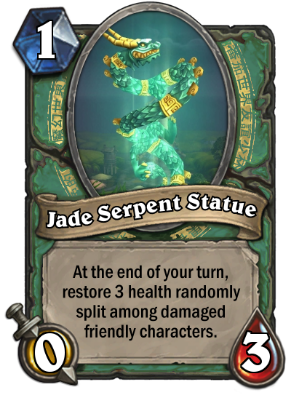 1
Jade Serpent Statue
At the end of your turn,
restore 3 health randomly
split among damaged
friendly characters.
0
3